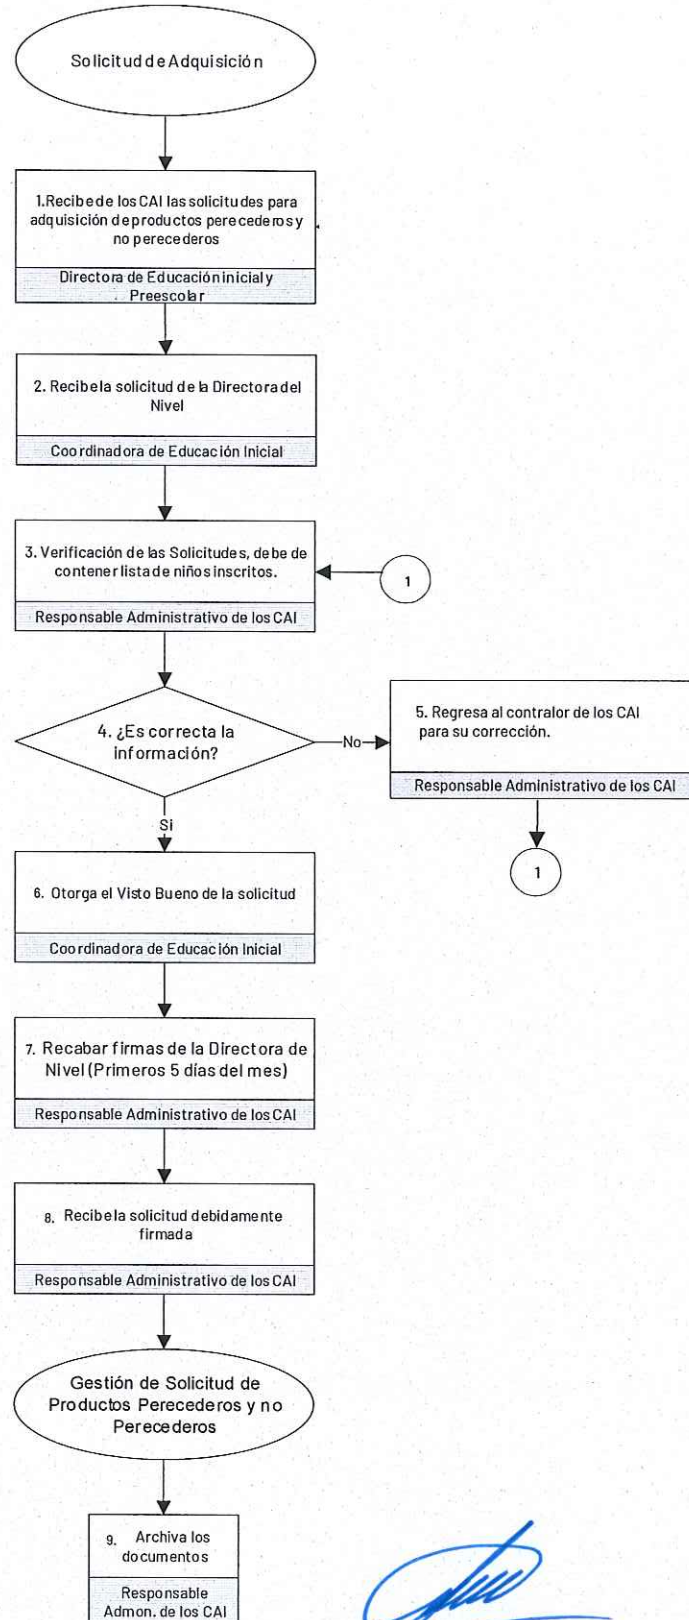 Solicitud de Adquisición
1. Recibe de los CAI las solicitudes para
adquisición de productos perecederos y
no perecederos
Directora de Educación inicial y
Preescolar
2. Recibe la solicitud de la Directora del
Nivel
Coordinadora de Educación Inicial
3. Verificación de las Solicitudes, debe de
contener lista de niños inscritos.
1
Responsable Administrativo de los CAI
4. ¿Es correcta la
información?
No
5. Regresa al contralor de los CAI
para su corrección.
Responsable Administrativo de los CAI
1
Si
6. Otorga el Visto Bueno de la solicitud
Coordinadora de Educación Inicial
7. Recabar firmas de la Directora de
Nivel (Primeros 5 días del mes)
Responsable Administrativo de los CAI
8. Recibe la solicitud debidamente
firmada
Responsable Administrativo de los CAI
Gestión de Solicitud de
Productos Perecederos y no
Perecederos
9. Archiva los
documentos
Responsable
Admon. de los CAI